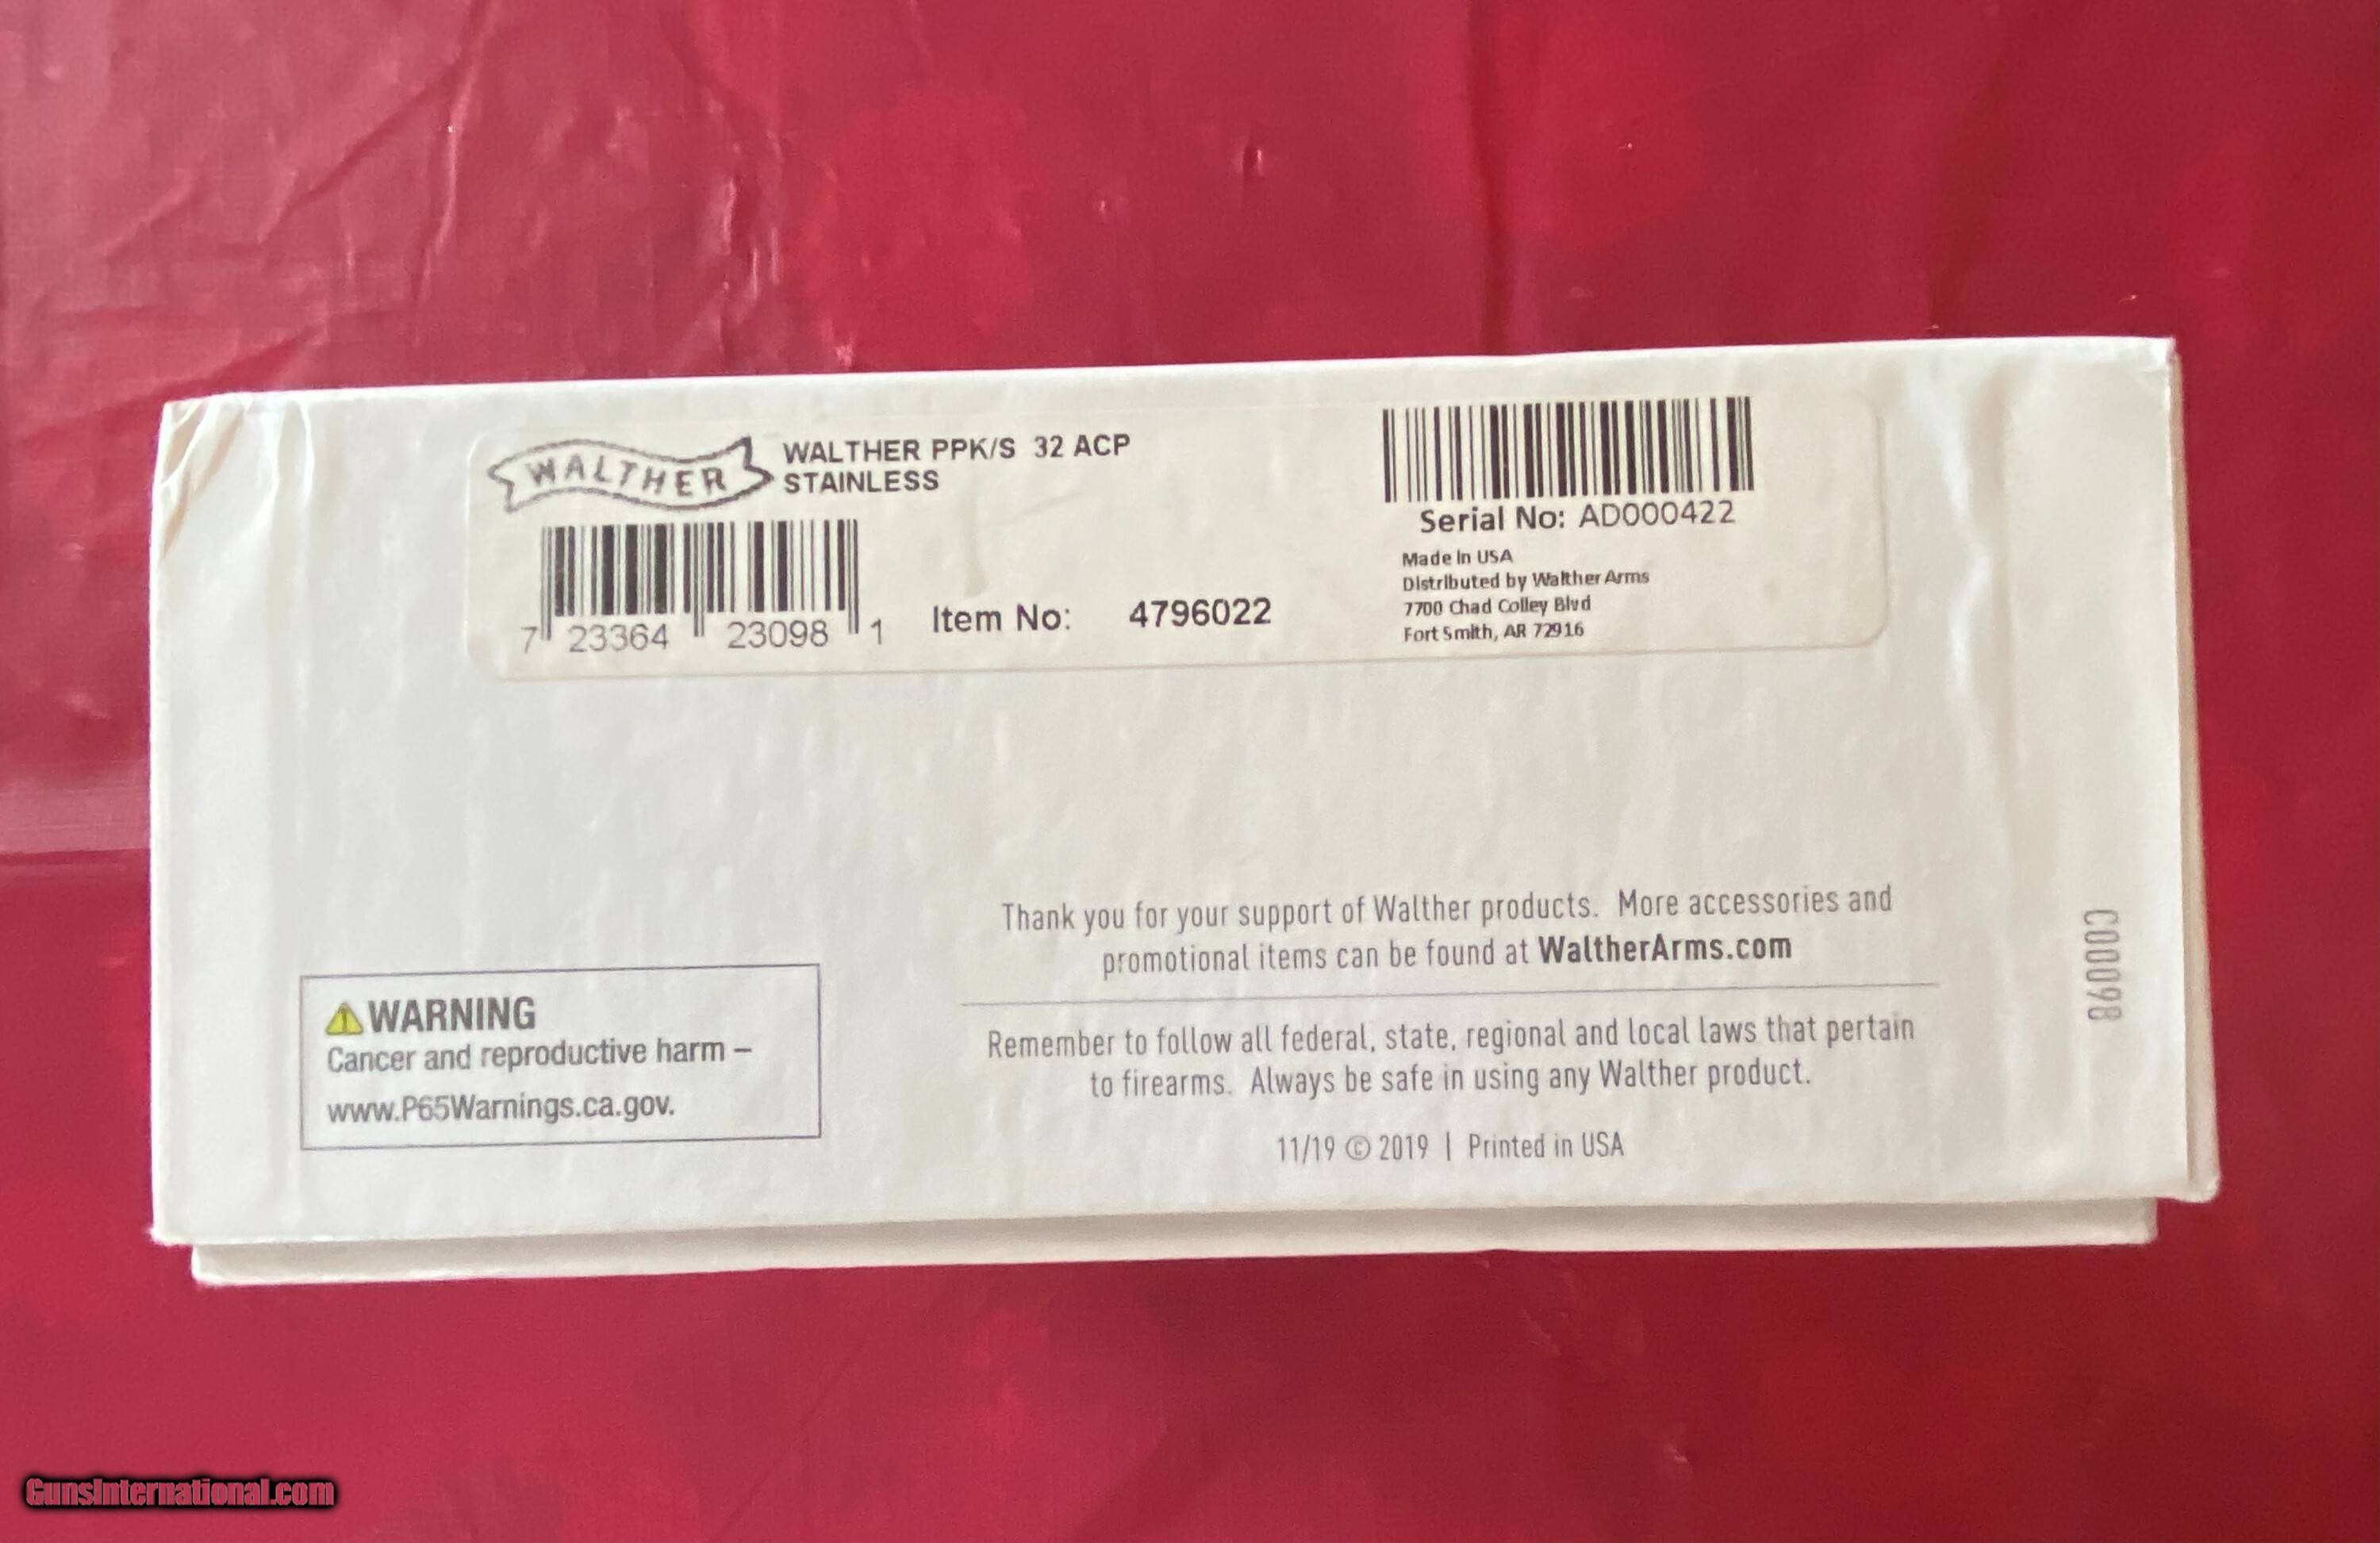 WALTHER
WALTHER PPK/S 32 ACP
STAINLESS
7 23364 23098 1
Item No: 4796022
Serial No: AD000422
Made In USA
Distributed by Walther Arms
7700 Chad Colley Blvd
Fort Smith, AR 72916
Thank you for your support of Walther products. More accessories and
promotional items can be found at WaltherArms.com
Remember to follow all federal, state, regional and local laws that pertain
to firearms. Always be safe in using any Walther product.
11/19 © 2019 | Printed in USA
WARNING
Cancer and reproductive harm –
www.P65Warnings.ca.gov.
C00098
GunsInternational.com